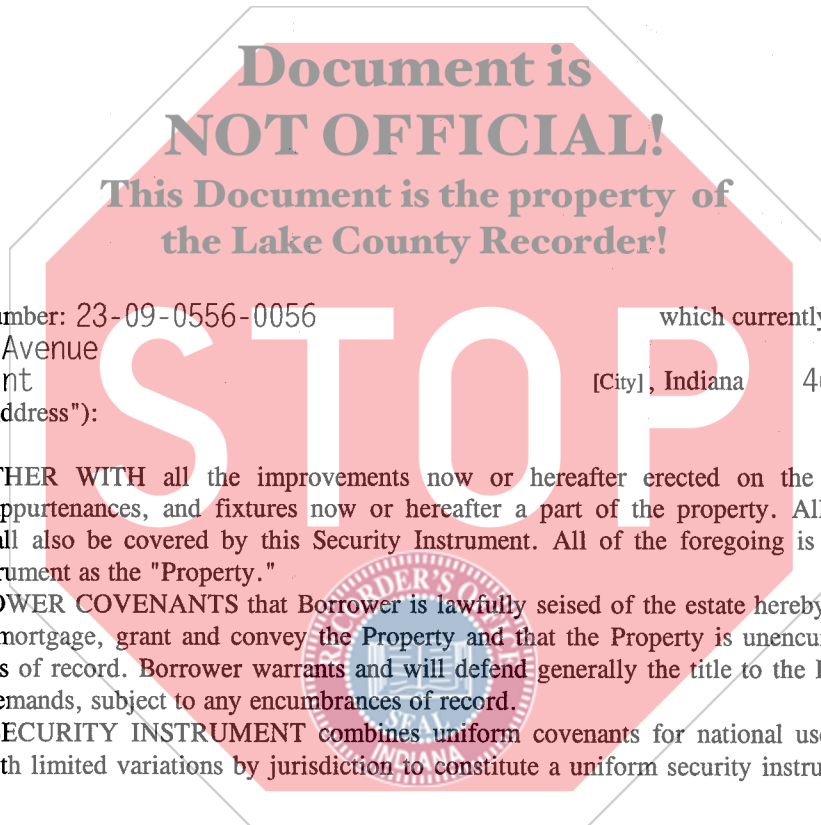 Document is
NOT OFFICIAL!
This Document is the property of
the Lake County Recorder!
umber: 23-09-0556-0056 which currently
Avenue
nt [City], Indiana 4
ddress"):
STOP
THER WITH all the improvements now or hereafter erected on the
ppurtenances, and fixtures now or hereafter a part of the property. All
all also be covered by this Security Instrument. All of the foregoing is
rument as the "Property."
OWER COVENANTS that Borrower is lawfully seised of the estate hereby
mortgage, grant and convey the Property and that the Property is unencu
s of record. Borrower warrants and will defend generally the title to the
emands, subject to any encumbrances of record.
ECURITY INSTRUMENT combines uniform covenants for national use
th limited variations by jurisdiction to constitute a uniform security instru
RECORDER'S OFFICE
SEAL
INDIANA